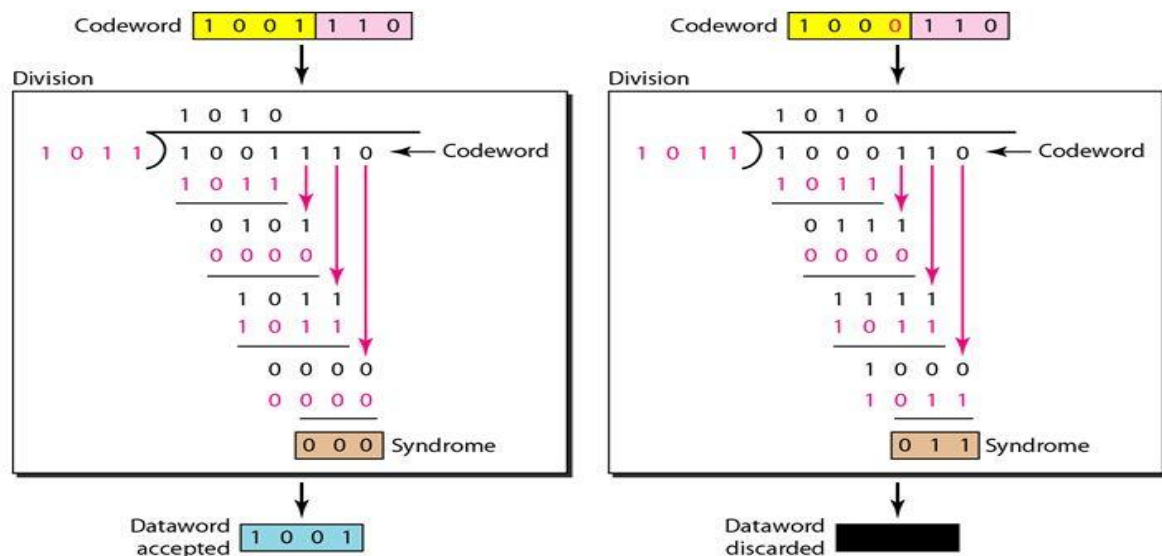 Codeword 1 0 0 1 1 1 0
Division
1 0 1 0
1 0 1 1 1 0 0 1 1 1 0 Codeword
1 0 1 1
0 1 0 1
0 0 0 0
1 0 1 1
1 0 1 1
0 0 0 0
0 0 0 0
0 0 0 Syndrome
Dataword
accepted 1 0 0 1
Codeword 1 0 0 0 1 1 0
Division
1 0 1 0
1 0 1 1 1 0 0 0 1 1 0 Codeword
1 0 1 1
0 1 1 1
0 0 0 0
1 1 1 1
1 0 1 1
1 0 0 0
1 0 1 1
0 1 1 Syndrome
Dataword
discarded